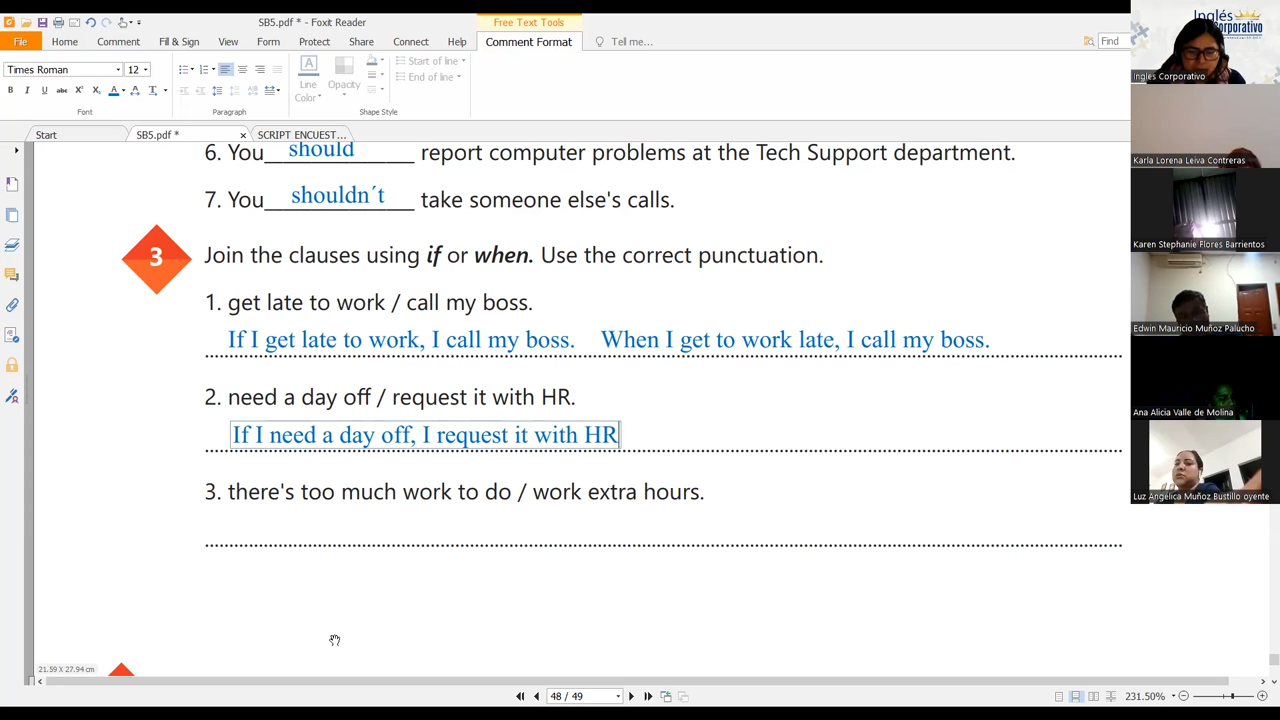 SB5.pdf * - Foxit Reader
Free Text Tools
File Home Comment Fill & Sign View Form Protect Share Connect Help Comment Format Tell me... Find
Times Roman 12
Line Color
Opacity
Start of line
End of line
Font Paragraph Shape Style
Start SB5.pdf * SCRIPT ENCUEST...
6. You should report computer problems at the Tech Support department.
7. You shouldn´t take someone else's calls.
3 Join the clauses using if or when. Use the correct punctuation.
1. get late to work / call my boss.
If I get late to work, I call my boss. When I get to work late, I call my boss.
2. need a day off / request it with HR.
If I need a day off, I request it with HR
3. there's too much work to do / work extra hours.
21.59 X 27.94 cm
48 / 49
231.50%
Inglés Corporativo
Karla Lorena Leiva Contreras
Karen Stephanie Flores Barrientos
Edwin Mauricio Muñoz Palucho
Ana Alicia Valle de Molina
Luz Angélica Muñoz Bustillo oyente